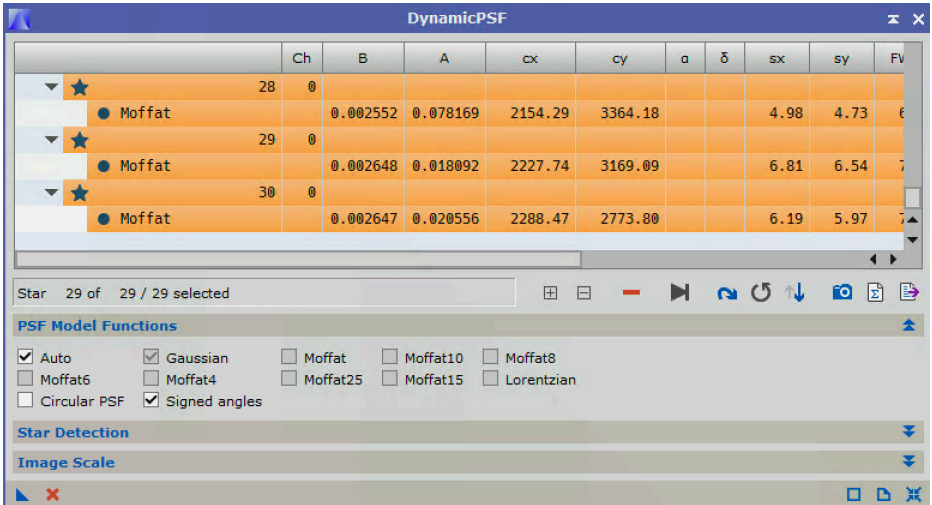 DynamicPSF
Ch B A cx cy α δ sx sy FW
28 0
Moffat 0.002552 0.078169 2154.29 3364.18 4.98 4.73 6
29 0
Moffat 0.002648 0.018092 2227.74 3169.09 6.81 6.54 7
30 0
Moffat 0.002647 0.020556 2288.47 2773.80 6.19 5.97 7
Star 29 of 29 / 29 selected
PSF Model Functions
Auto Gaussian Moffat Moffat10 Moffat8
Moffat6 Moffat4 Moffat25 Moffat15 Lorentzian
Circular PSF Signed angles
Star Detection
Image Scale